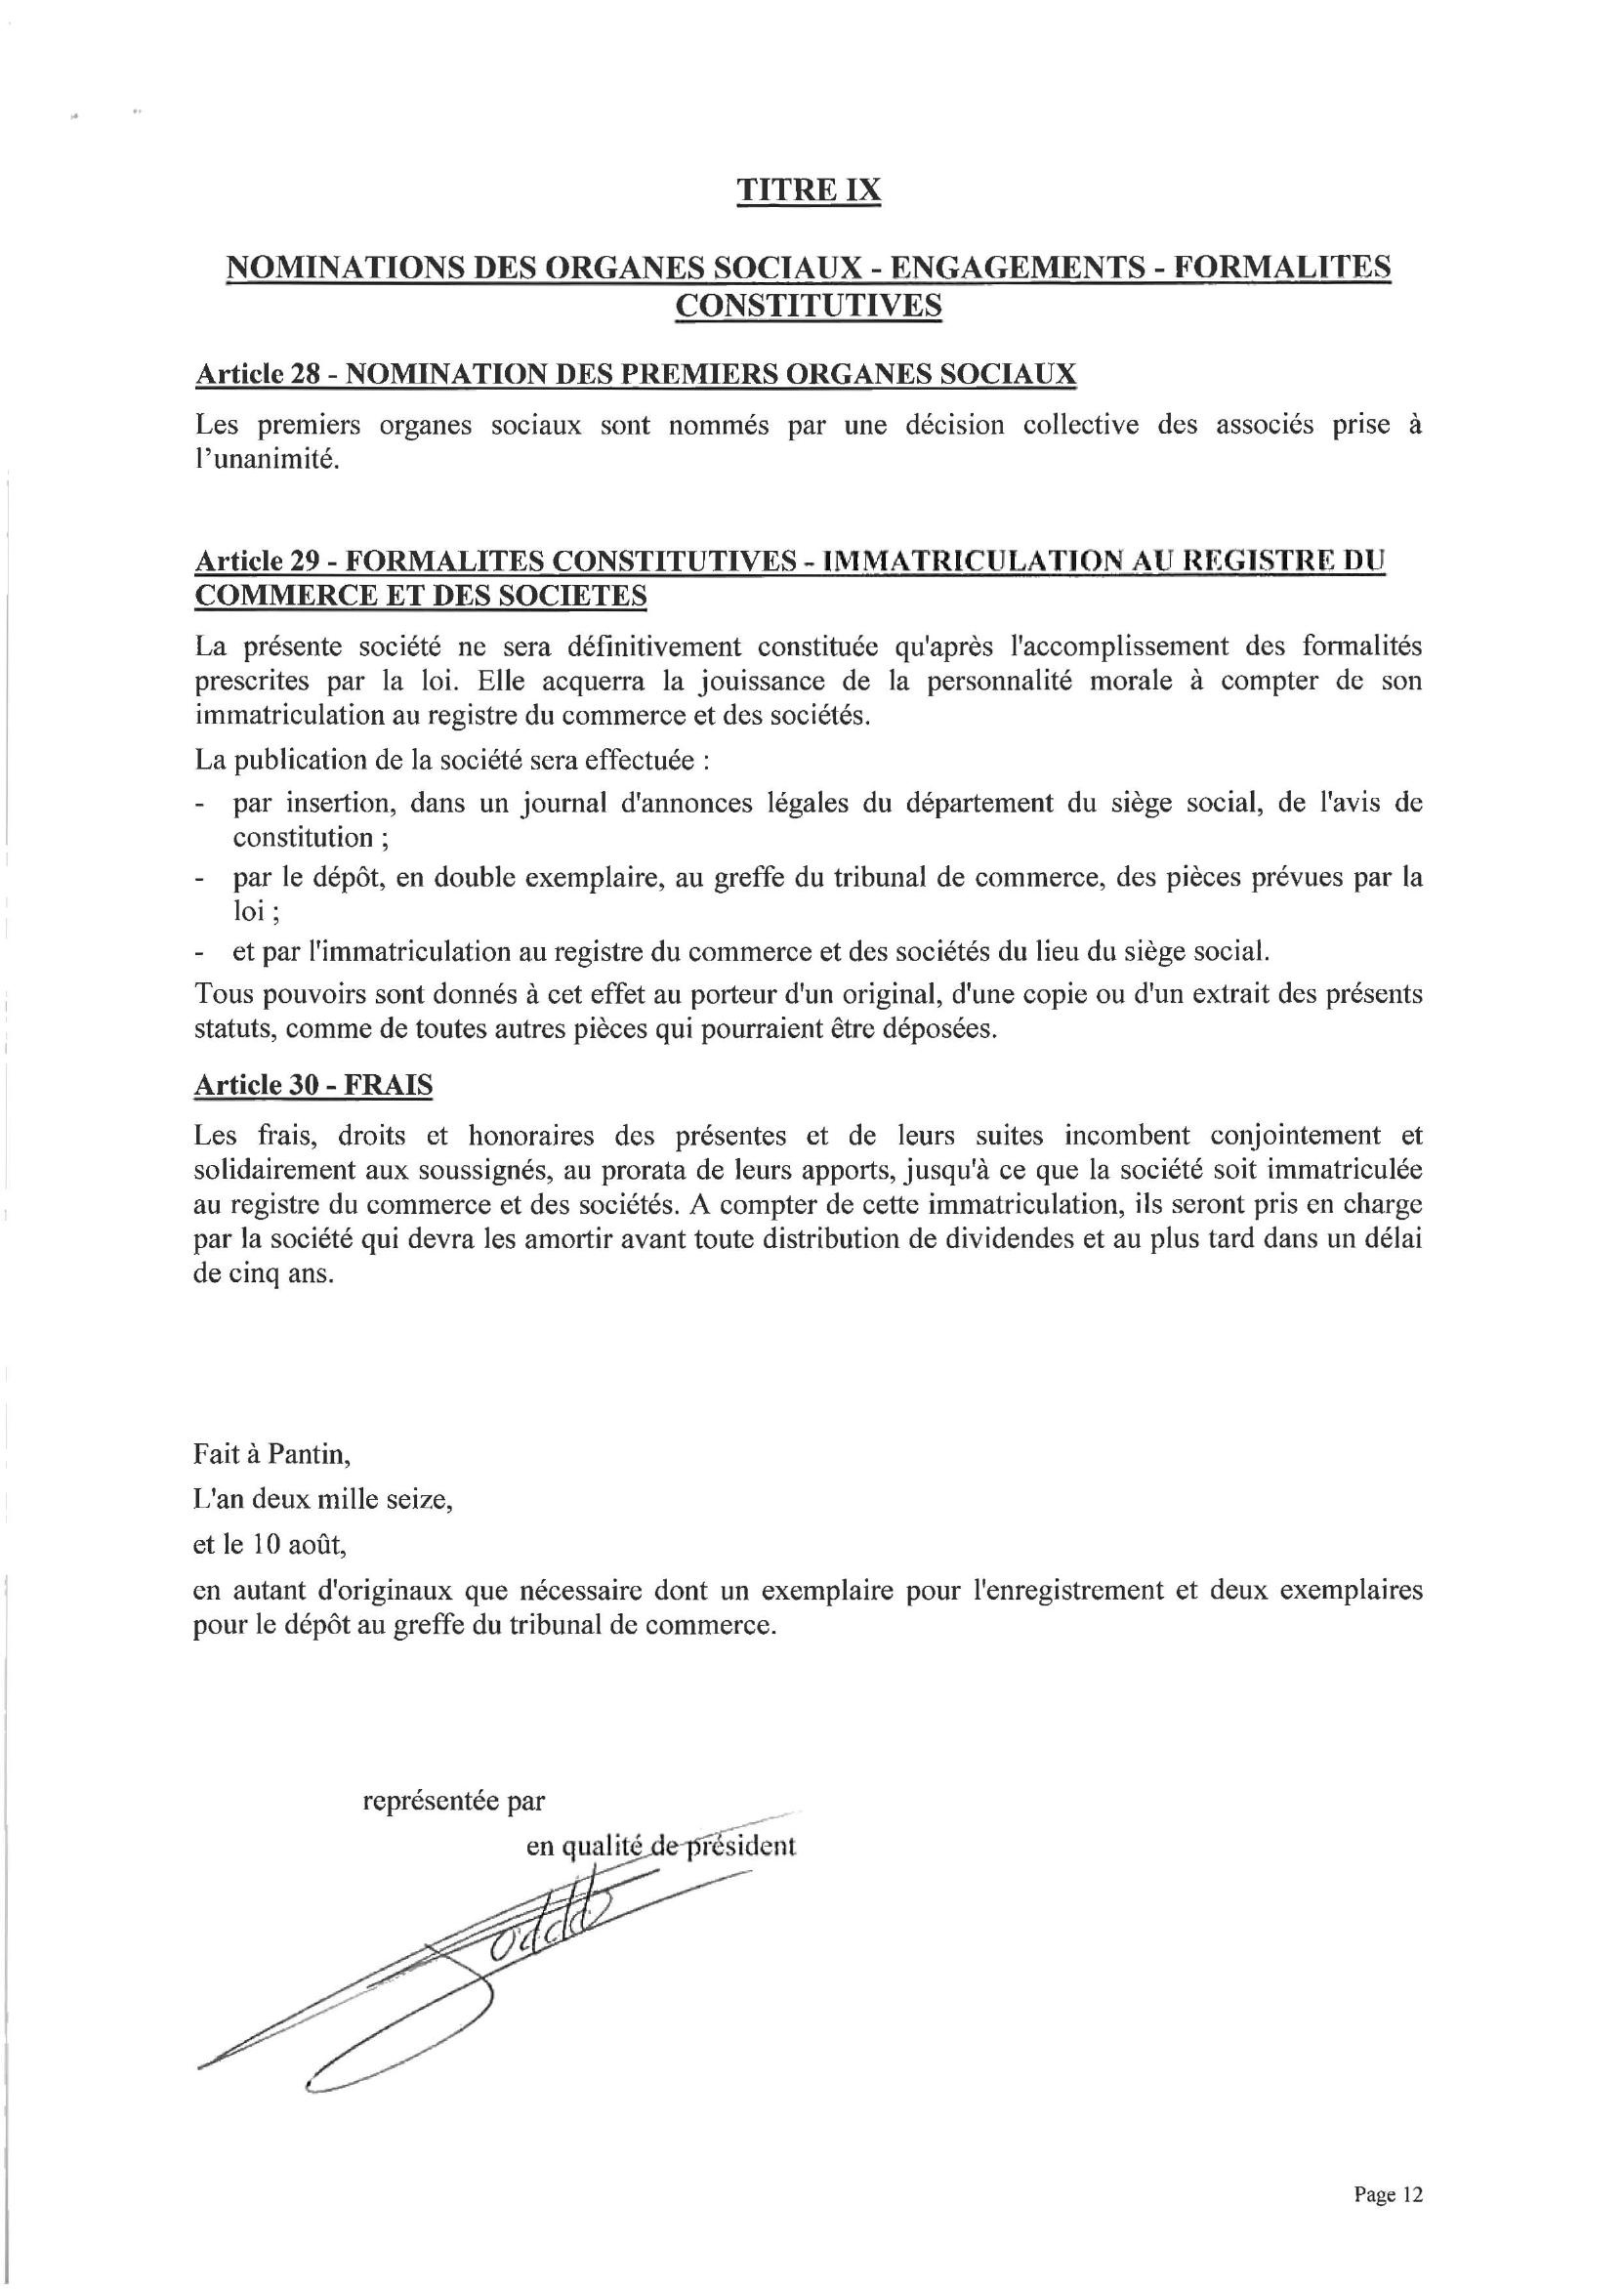 TITRE IX
NOMINATIONS DES ORGANES SOCIAUX - ENGAGEMENTS - FORMALITES
CONSTITUTIVES
Article 28 - NOMINATION DES PREMIERS ORGANES SOCIAUX
Les premiers organes sociaux sont nommés par une décision collective des associés prise à
l’unanimité.
Article 29 - FORMALITES CONSTITUTIVES - IMMATRICULATION AU REGISTRE DU
COMMERCE ET DES SOCIETES
La présente société ne sera définitivement constituée qu'après l'accomplissement des formalités
prescrites par la loi. Elle acquerra la jouissance de la personnalité morale à compter de son
immatriculation au registre du commerce et des sociétés.
La publication de la société sera effectuée :
- par insertion, dans un journal d'annonces légales du département du siège social, de l'avis de
constitution ;
- par le dépôt, en double exemplaire, au greffe du tribunal de commerce, des pièces prévues par la
loi ;
- et par l'immatriculation au registre du commerce et des sociétés du lieu du siège social.
Tous pouvoirs sont donnés à cet effet au porteur d'un original, d'une copie ou d'un extrait des présents
statuts, comme de toutes autres pièces qui pourraient être déposées.
Article 30 - FRAIS
Les frais, droits et honoraires des présentes et de leurs suites incombent conjointement et
solidairement aux soussignés, au prorata de leurs apports, jusqu'à ce que la société soit immatriculée
au registre du commerce et des sociétés. A compter de cette immatriculation, ils seront pris en charge
par la société qui devra les amortir avant toute distribution de dividendes et au plus tard dans un délai
de cinq ans.
Fait à Pantin,
L'an deux mille seize,
et le 10 août,
en autant d'originaux que nécessaire dont un exemplaire pour l'enregistrement et deux exemplaires
pour le dépôt au greffe du tribunal de commerce.
représentée par
en qualité de président
Page 12